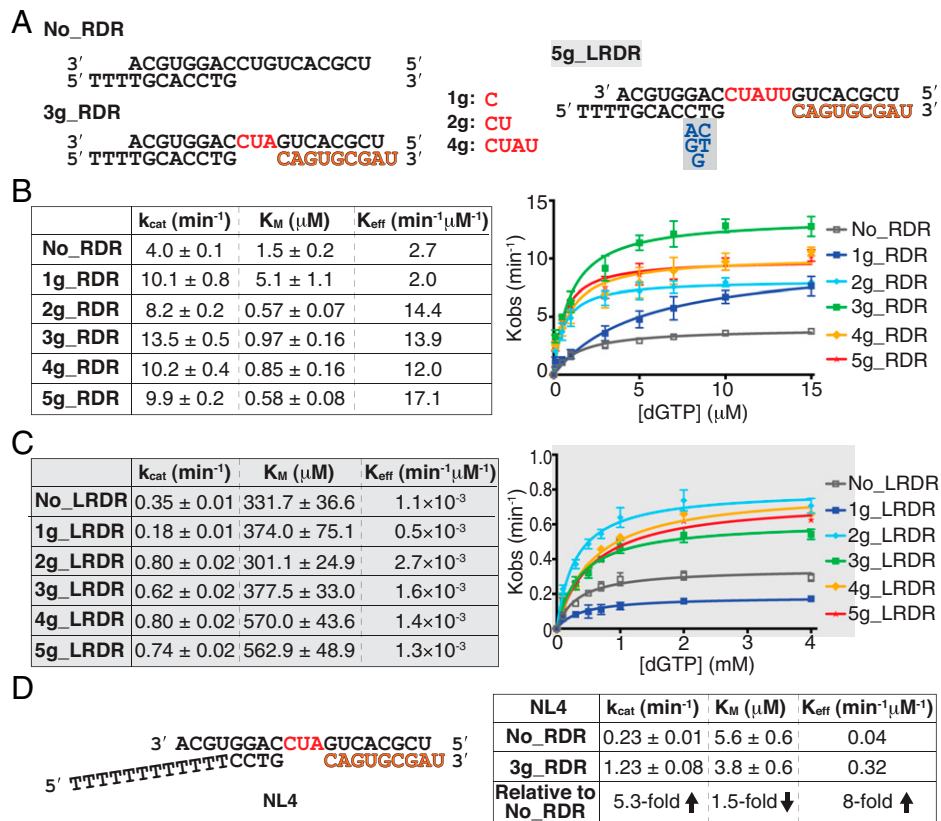 A
No_RDR
3′ ACGUGGACCUGUCACGCU 5′
5′ TTTTGCACCTG 3′
3g_RDR
3′ ACGUGGACCUAGUCACGCU 5′
5′ TTTTGCACCTG CAGUGCGAU 3′
1g: C
2g: CU
4g: CUAU
5g_LRDR
3′ ACGUGGACCUAUUGUCACGCU 5′
5′ TTTTGCACCTG CAGUGCGAU 3′
AC
GT
G
B
kcat (min-1) KM (μM) Keff (min-1μM-1)
No_RDR 4.0 ± 0.1 1.5 ± 0.2 2.7
1g_RDR 10.1 ± 0.8 5.1 ± 1.1 2.0
2g_RDR 8.2 ± 0.2 0.57 ± 0.07 14.4
3g_RDR 13.5 ± 0.5 0.97 ± 0.16 13.9
4g_RDR 10.2 ± 0.4 0.85 ± 0.16 12.0
5g_RDR 9.9 ± 0.2 0.58 ± 0.08 17.1
Kobs (min-1)
15
10
5
0
0 5 10 15
[dGTP] (μM)
No_RDR
1g_RDR
2g_RDR
3g_RDR
4g_RDR
5g_RDR
C
kcat (min-1) KM (μM) Keff (min-1μM-1)
No_LRDR 0.35 ± 0.01 331.7 ± 36.6 1.1×10-3
1g_LRDR 0.18 ± 0.01 374.0 ± 75.1 0.5×10-3
2g_LRDR 0.80 ± 0.02 301.1 ± 24.9 2.7×10-3
3g_LRDR 0.62 ± 0.02 377.5 ± 33.0 1.6×10-3
4g_LRDR 0.80 ± 0.02 570.0 ± 43.6 1.4×10-3
5g_LRDR 0.74 ± 0.02 562.9 ± 48.9 1.3×10-3
Kobs (min-1)
1.0
0.8
0.6
0.4
0.2
0
0 1 2 3 4
[dGTP] (mM)
No_LRDR
1g_LRDR
2g_LRDR
3g_LRDR
4g_LRDR
5g_LRDR
D
3′ ACGUGGACCUAGUCACGCU 5′
5′ TTTTTTTTTTTTCCTG CAGUGCGAU 3′
NL4
NL4 kcat (min-1) KM (μM) Keff (min-1μM-1)
No_RDR 0.23 ± 0.01 5.6 ± 0.6 0.04
3g_RDR 1.23 ± 0.08 3.8 ± 0.6 0.32
Relative to No_RDR 5.3-fold ↑ 1.5-fold ↓ 8-fold ↑